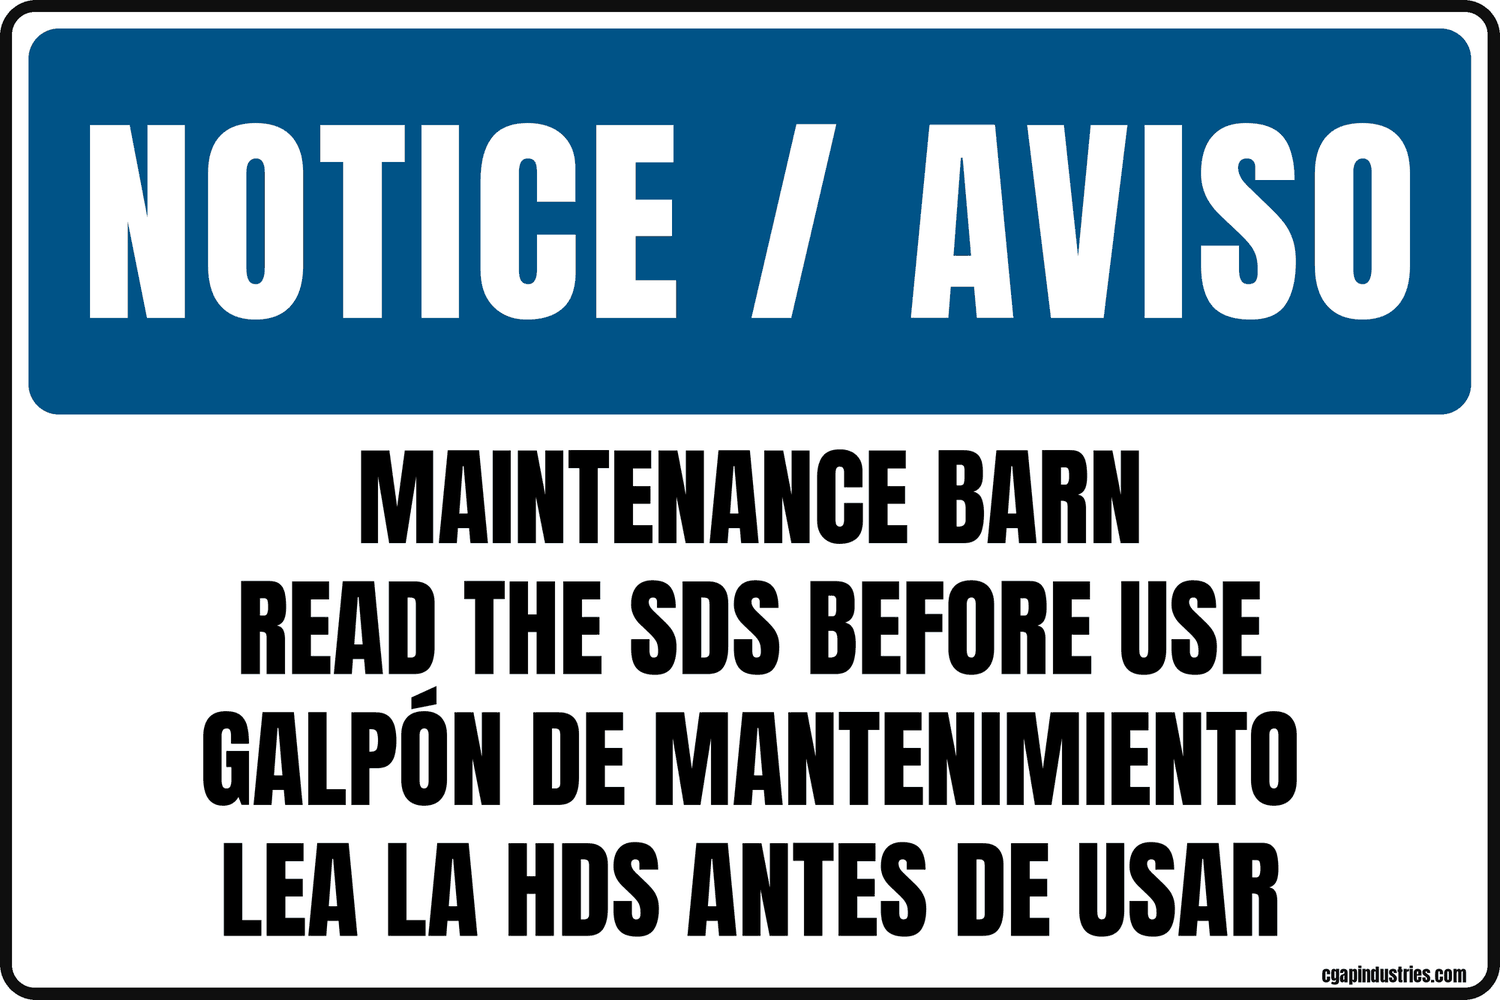 NOTICE / AVISO
MAINTENANCE BARN
READ THE SDS BEFORE USE
GALPÓN DE MANTENIMIENTO
LEA LA HDS ANTES DE USAR
cgapindustries.com